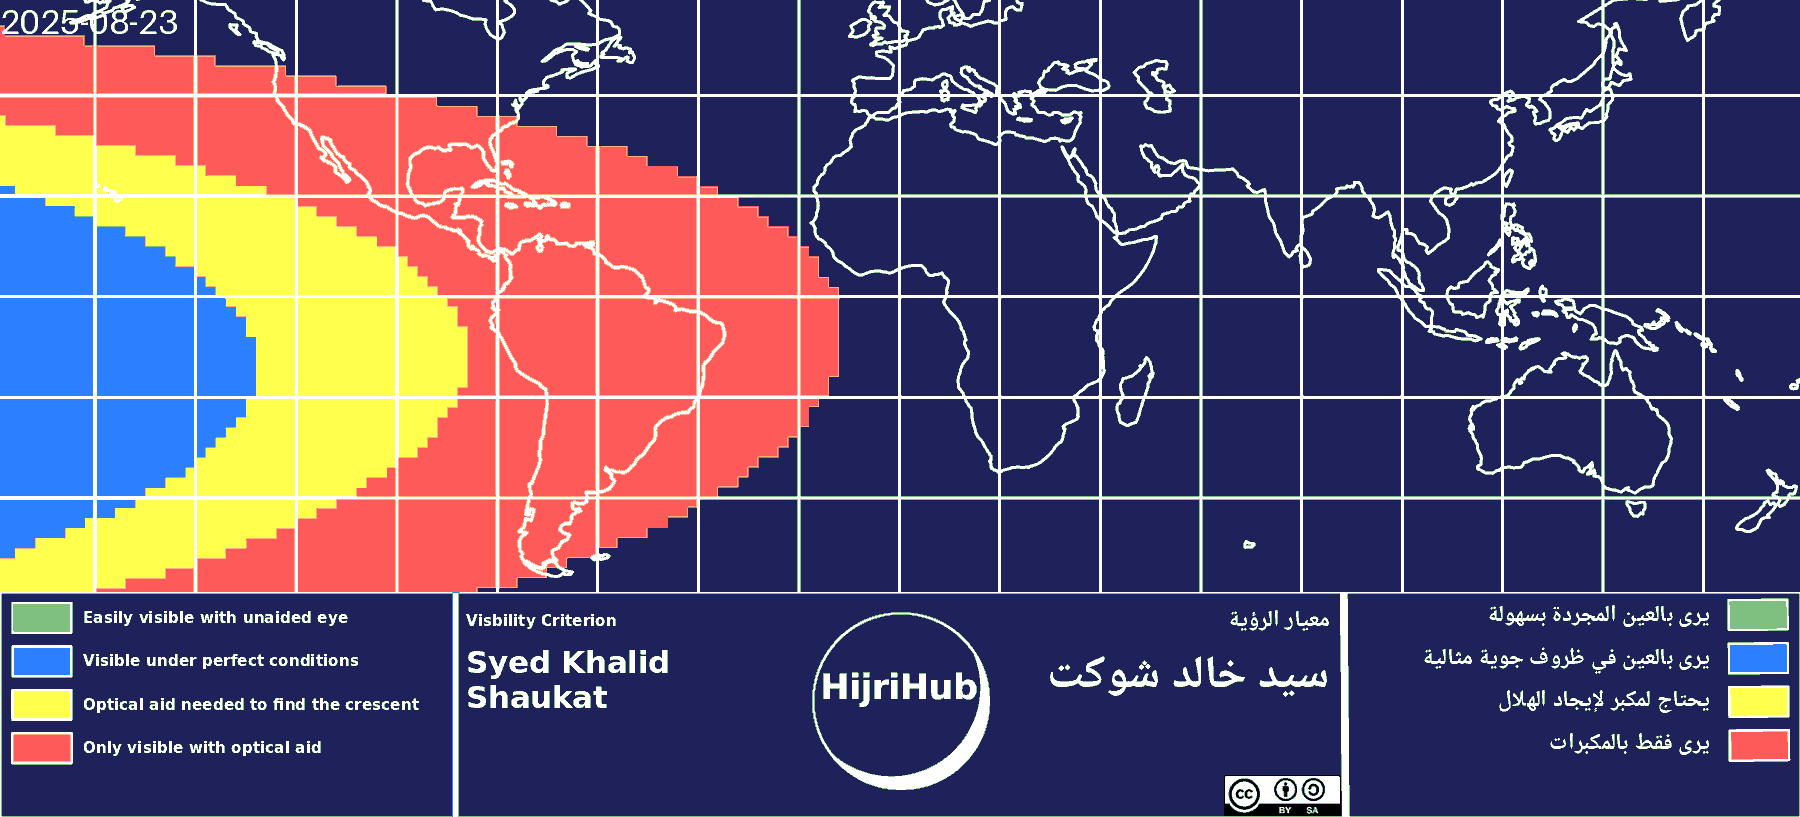 2025-08-23
Easily visible with unaided eye
Visible under perfect conditions
Optical aid needed to find the crescent
Only visible with optical aid
Visbility Criterion
Syed Khalid
Shaukat
HijriHub
معيار الرؤية
سيد خالد شوكت
cc
BY SA
يرى بالعين المجردة بسهولة
يرى بالعين في ظروف جوية مثالية
يحتاج لمكبر لإيجاد الهلال
يرى فقط بالمكبرات